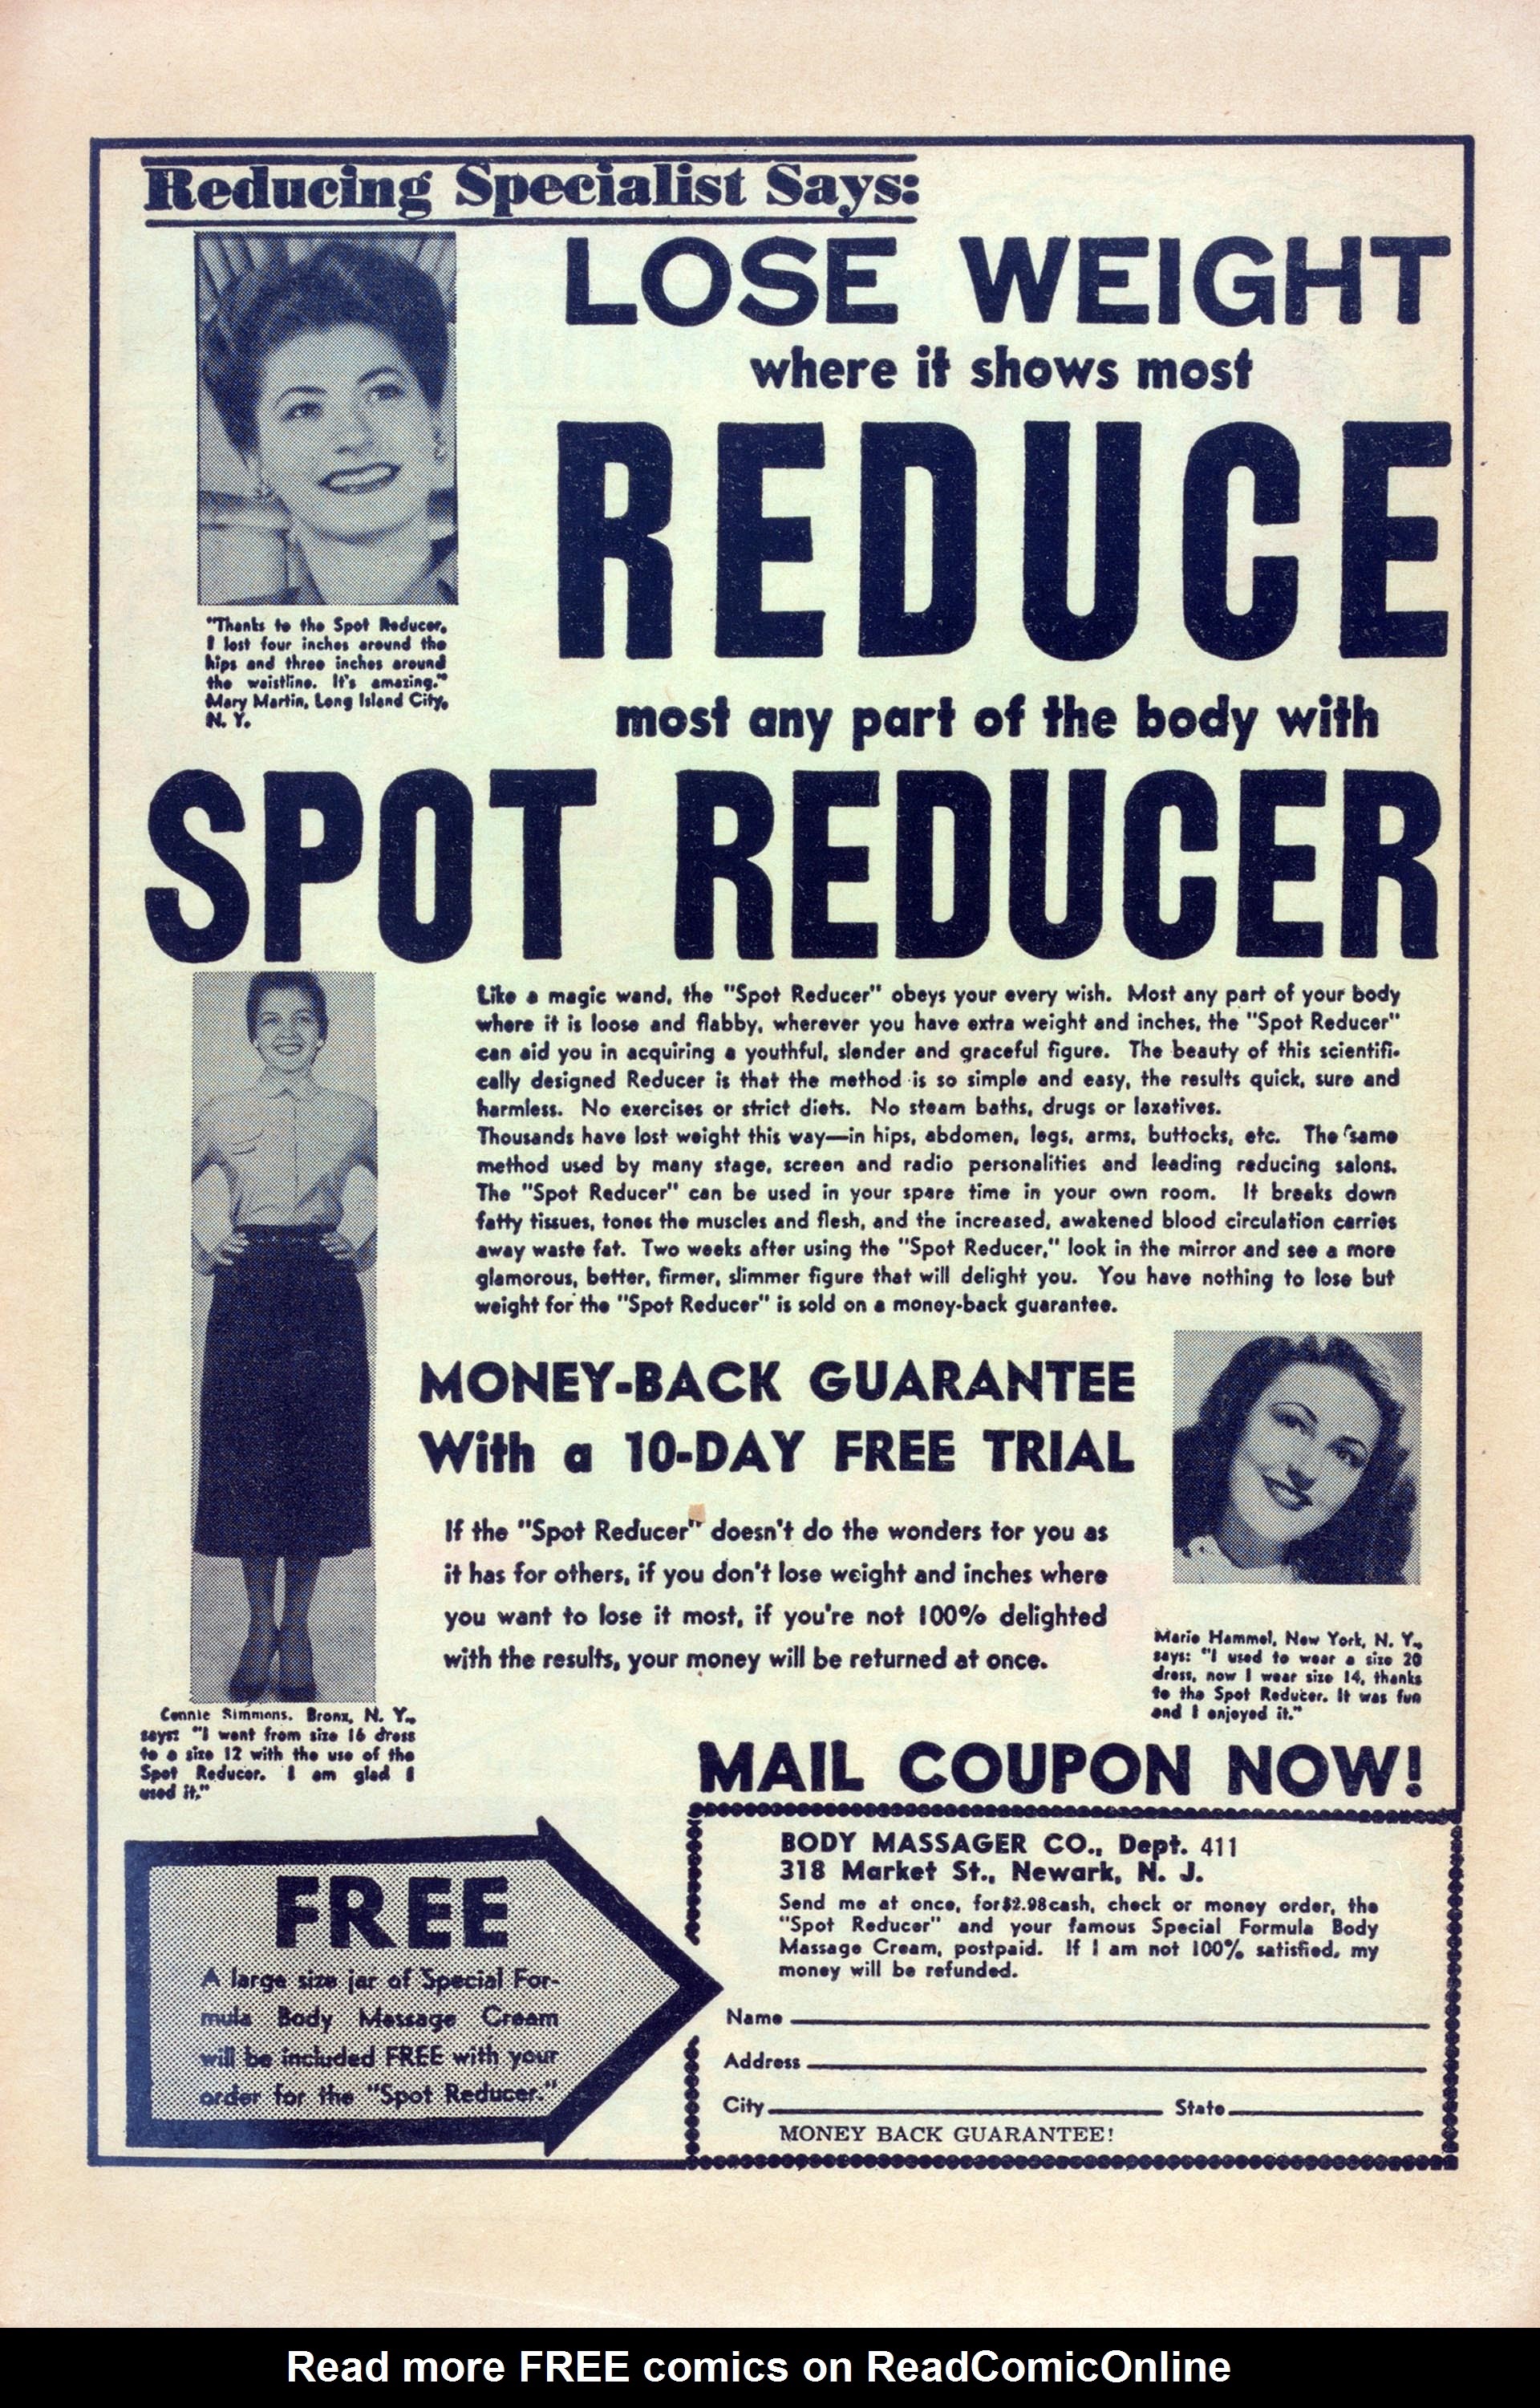 Reducing Specialist Says:
LOSE WEIGHT
where it shows most
REDUCE
most any part of the body with
SPOT REDUCER
"Thanks to the Spot Reducer,
I lost four inches around the
hips and three inches around
the waistline. It's amazing."
Mary Martin, Long Island City,
N. Y.
Like a magic wand, the "Spot Reducer" obeys your every wish. Most any part of your body
where it is loose and flabby, wherever you have extra weight and inches, the "Spot Reducer"
can aid you in acquiring a youthful, slender and graceful figure. The beauty of this scientifi-
cally designed Reducer is that the method is so simple and easy, the results quick, sure and
harmless. No exercises or strict diets. No steam baths, drugs or laxatives.
Thousands have lost weight this way—in hips, abdomen, legs, arms, buttocks, etc. The same
method used by many stage, screen and radio personalities and leading reducing salons.
The "Spot Reducer" can be used in your spare time in your own room. It breaks down
fatty tissues, tones the muscles and flesh, and the increased, awakened blood circulation carries
away waste fat. Two weeks after using the "Spot Reducer," look in the mirror and see a more
glamorous, better, firmer, slimmer figure that will delight you. You have nothing to lose but
weight for the "Spot Reducer" is sold on a money-back guarantee.
MONEY-BACK GUARANTEE
With a 10-DAY FREE TRIAL
If the "Spot Reducer" doesn't do the wonders for you as
it has for others, if you don't lose weight and inches where
you want to lose it most, if you're not 100% delighted
with the results, your money will be returned at once.
Marie Hammel, New York, N. Y.,
says: "I used to wear a size 20
dress, now I wear size 14, thanks
to the Spot Reducer. It was fun
and I enjoyed it."
Connie Simmons, Bronx, N. Y.,
says: "I went from size 16 dress
to a size 12 with the use of the
Spot Reducer. I am glad I
used it."
MAIL COUPON NOW!
FREE
A large size jar of Special For-
mula Body Massage Cream
will be included FREE with your
order for the "Spot Reducer."
BODY MASSAGER CO., Dept. 411
318 Market St., Newark, N. J.
Send me at once, for $2.98 cash, check or money order, the
"Spot Reducer" and your famous Special Formula Body
Massage Cream, postpaid. If I am not 100% satisfied, my
money will be refunded.
Name
Address
City State
MONEY BACK GUARANTEE!
Read more FREE comics on ReadComicOnline